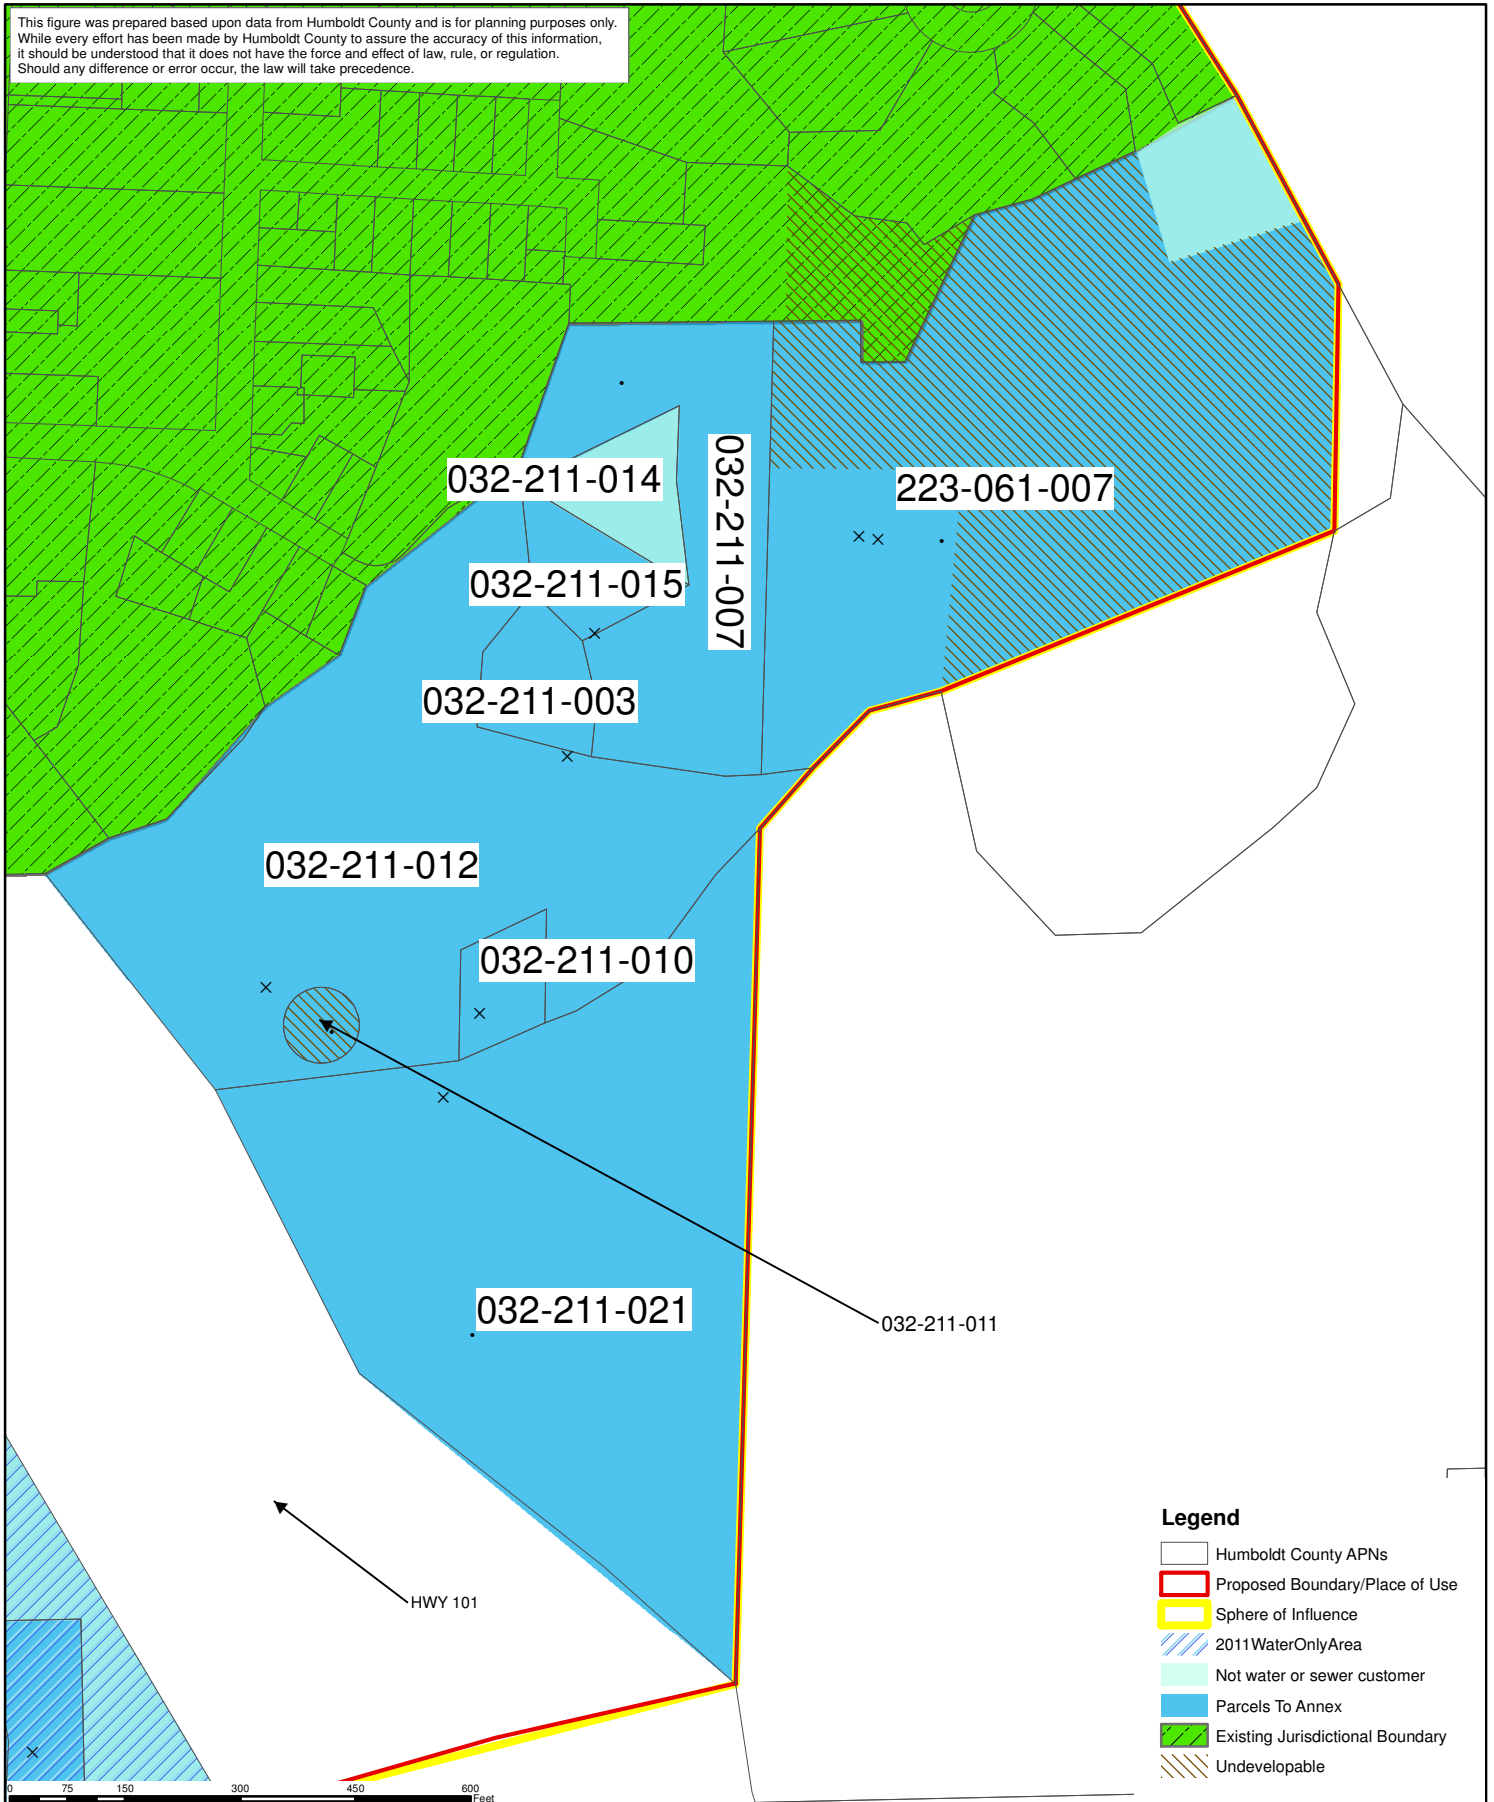 This figure was prepared based upon data from Humboldt County and is for planning purposes only.
While every effort has been made by Humboldt County to assure the accuracy of this information,
it should be understood that it does not have the force and effect of law, rule, or regulation.
Should any difference or error occur, the law will take precedence.
032-211-014
032-211-007
223-061-007
032-211-015
032-211-003
032-211-012
032-211-010
032-211-021
032-211-011
HWY 101
Legend
Humboldt County APNs
Proposed Boundary/Place of Use
Sphere of Influence
2011WaterOnlyArea
Not water or sewer customer
Parcels To Annex
Existing Jurisdictional Boundary
Undevelopable
0 75 150 300 450 600
Feet